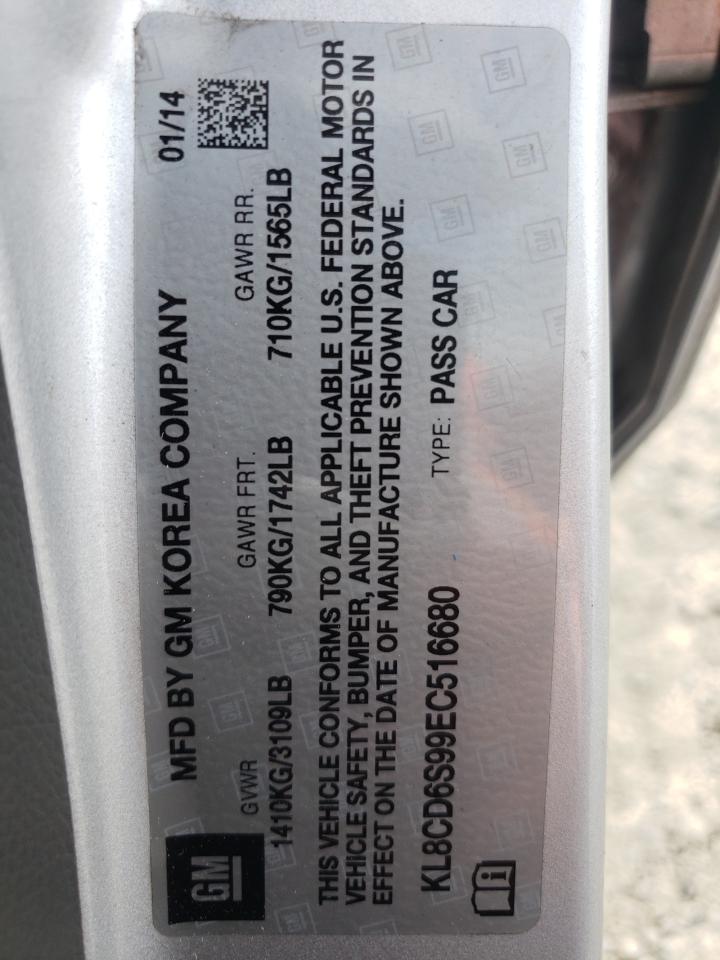 GM
MFD BY GM KOREA COMPANY 01/14
GVWR GAWR FRT. GAWR RR.
1410KG/3109LB 790KG/1742LB 710KG/1565LB
THIS VEHICLE CONFORMS TO ALL APPLICABLE U.S. FEDERAL MOTOR
VEHICLE SAFETY, BUMPER, AND THEFT PREVENTION STANDARDS IN
EFFECT ON THE DATE OF MANUFACTURE SHOWN ABOVE.
KL8CD6S99EC516680 TYPE: PASS CAR